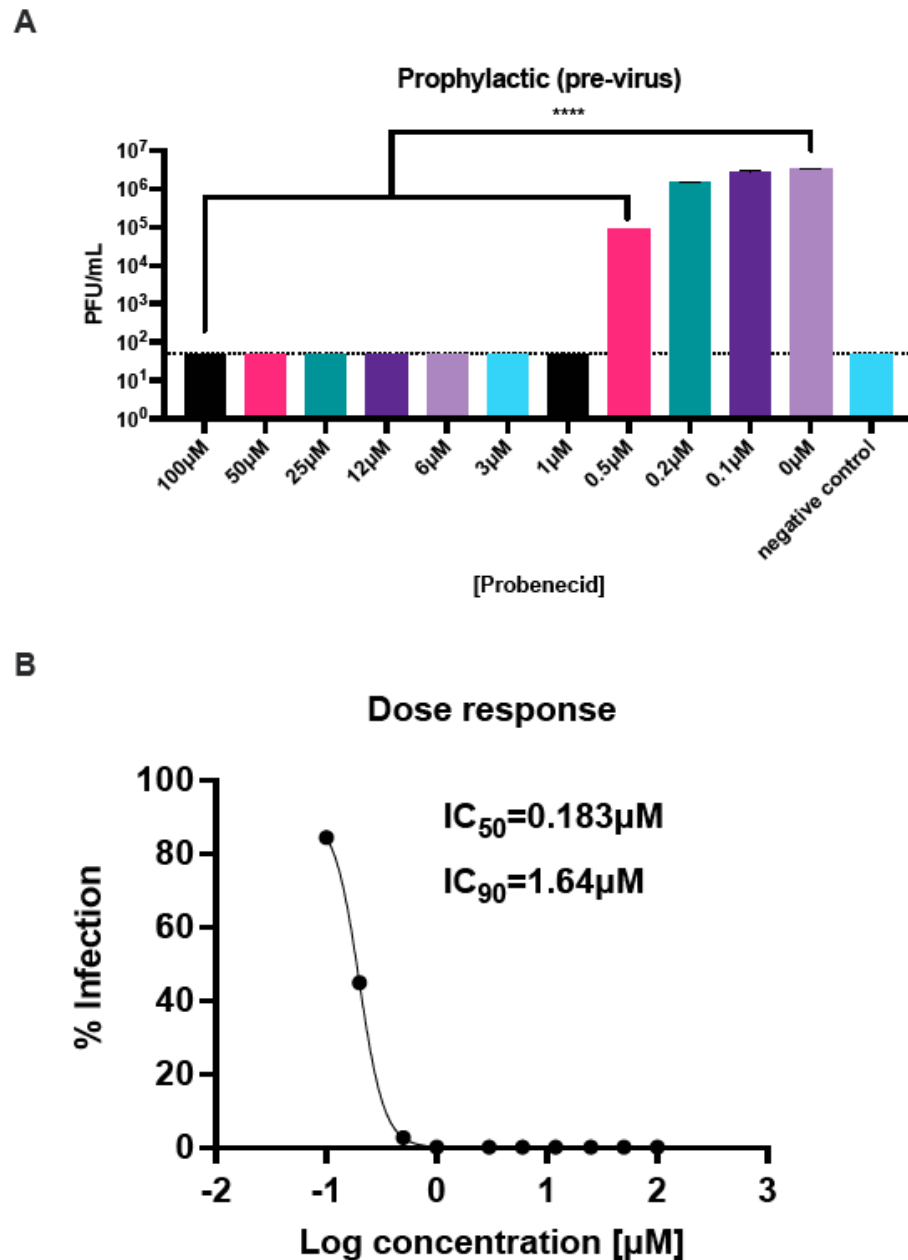 A
Prophylactic (pre-virus)
****
10⁷
10⁶
10⁵
10⁴
10³
10²
10¹
10⁰
PFU/mL
100µM
50µM
25µM
12µM
6µM
3µM
1µM
0.5µM
0.2µM
0.1µM
0µM
negative control
[Probenecid]
B
Dose response
IC₅₀=0.183µM
IC₉₀=1.64µM
100
80
60
40
20
0
% Infection
-2 -1 0 1 2 3
Log concentration [µM]